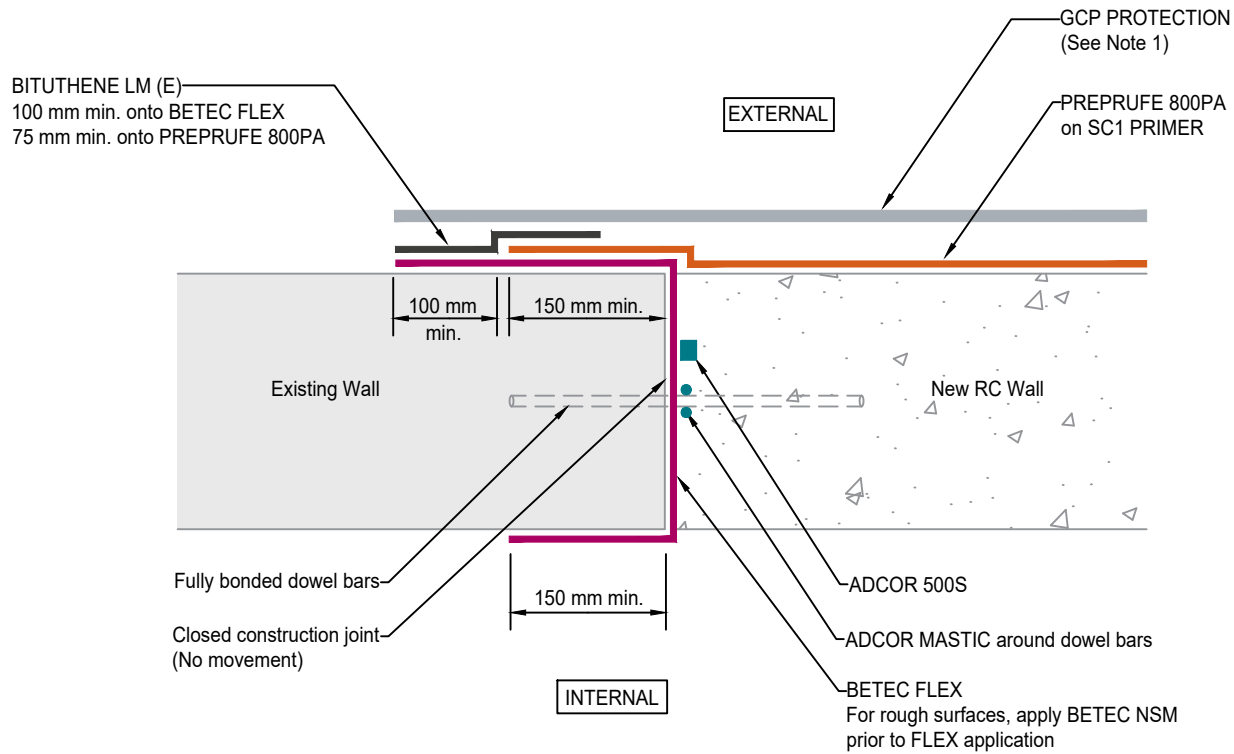 GCP PROTECTION
(See Note 1)
BITUTHENE LM (E)
100 mm min. onto BETEC FLEX
75 mm min. onto PREPRUFE 800PA
EXTERNAL
PREPRUFE 800PA
on SC1 PRIMER
100 mm
min.
150 mm min.
Existing Wall
New RC Wall
Fully bonded dowel bars
150 mm min.
ADCOR 500S
Closed construction joint
(No movement)
ADCOR MASTIC around dowel bars
INTERNAL
BETEC FLEX
For rough surfaces, apply BETEC NSM
prior to FLEX application